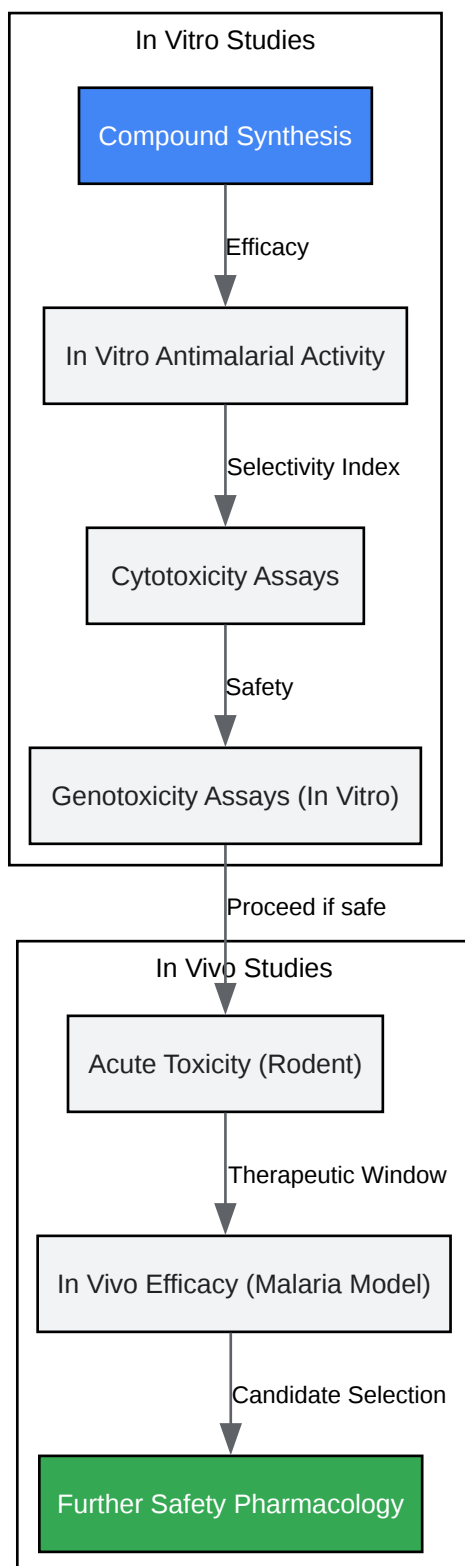 In Vitro Studies
Compound Synthesis
Efficacy
In Vitro Antimalarial Activity
Selectivity Index
Cytotoxicity Assays
Safety
Genotoxicity Assays (In Vitro)
Proceed if safe
In Vivo Studies
Acute Toxicity (Rodent)
Therapeutic Window
In Vivo Efficacy (Malaria Model)
Candidate Selection
Further Safety Pharmacology